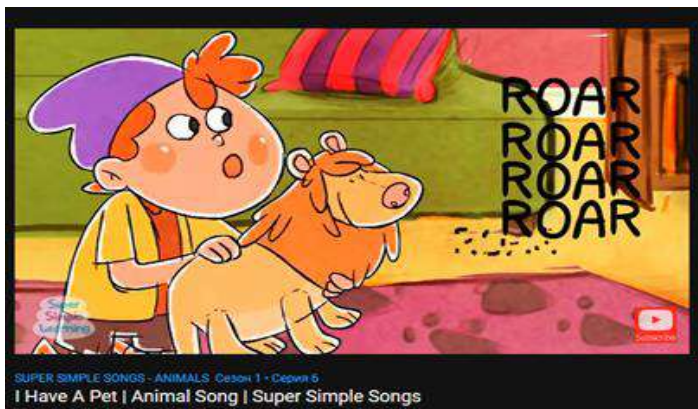 ROAR
ROAR
ROAR
ROAR
Super
Simple
Learning
Subscribe
SUPER SIMPLE SONGS - ANIMALS Сезон 1 • Серия 6
I Have A Pet | Animal Song | Super Simple Songs